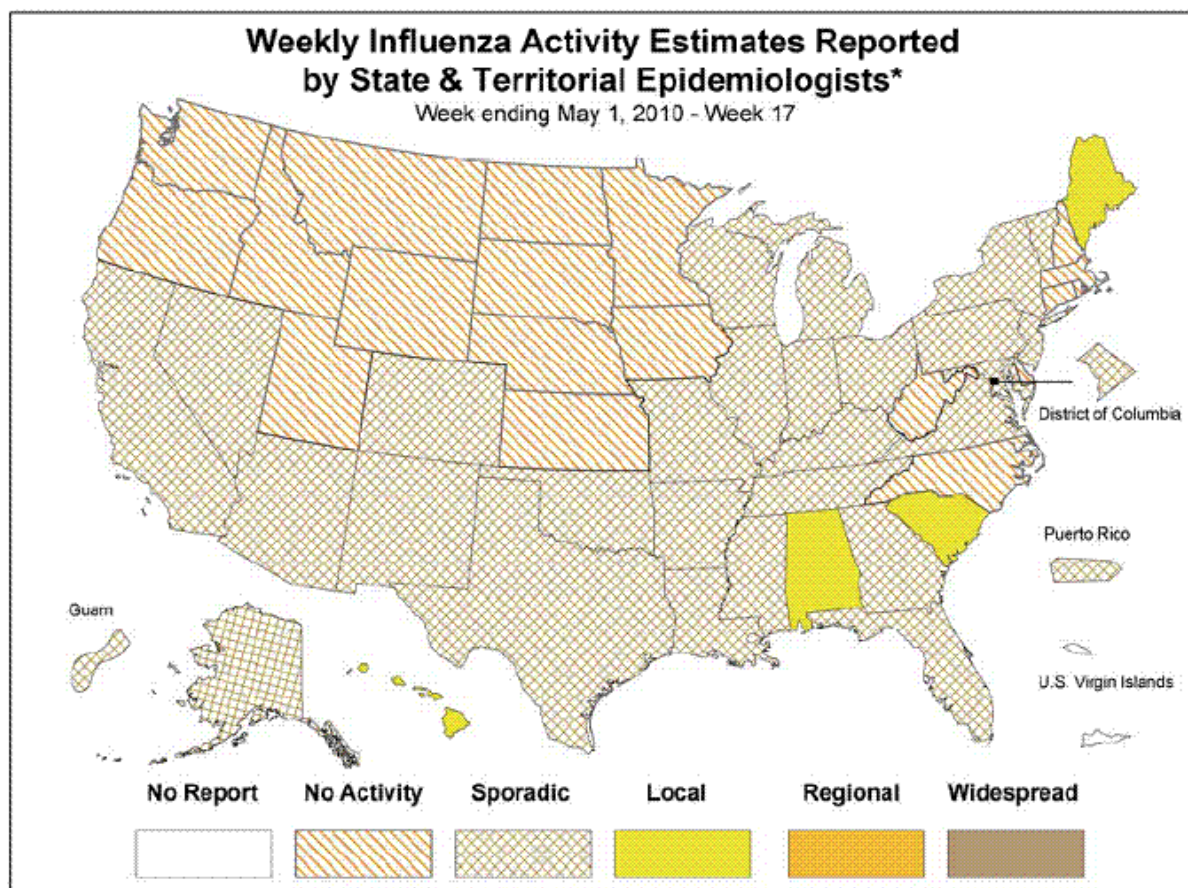 Weekly Influenza Activity Estimates Reported
by State & Territorial Epidemiologists*
Week ending May 1, 2010 - Week 17
District of Columbia
Puerto Rico
Guam
U.S. Virgin Islands
No Report No Activity Sporadic Local Regional Widespread